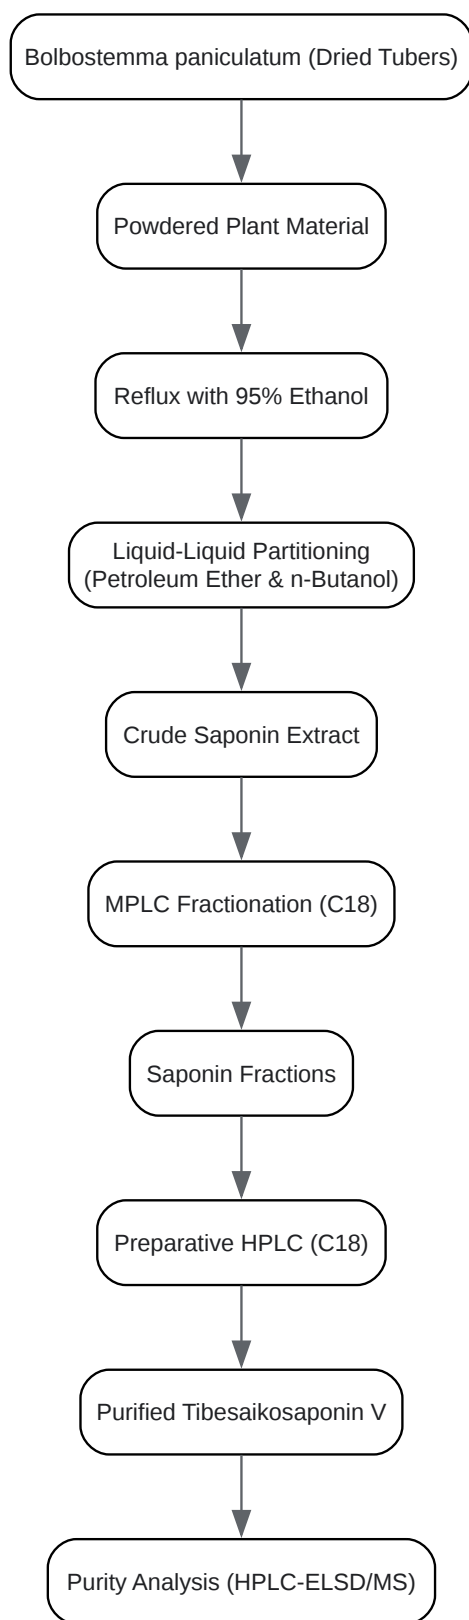 Bolbostemma paniculatum (Dried Tubers)
Powdered Plant Material
Reflux with 95% Ethanol
Liquid-Liquid Partitioning
(Petroleum Ether & n-Butanol)
Crude Saponin Extract
MPLC Fractionation (C18)
Saponin Fractions
Preparative HPLC (C18)
Purified Tibesaikosaponin V
Purity Analysis (HPLC-ELSD/MS)